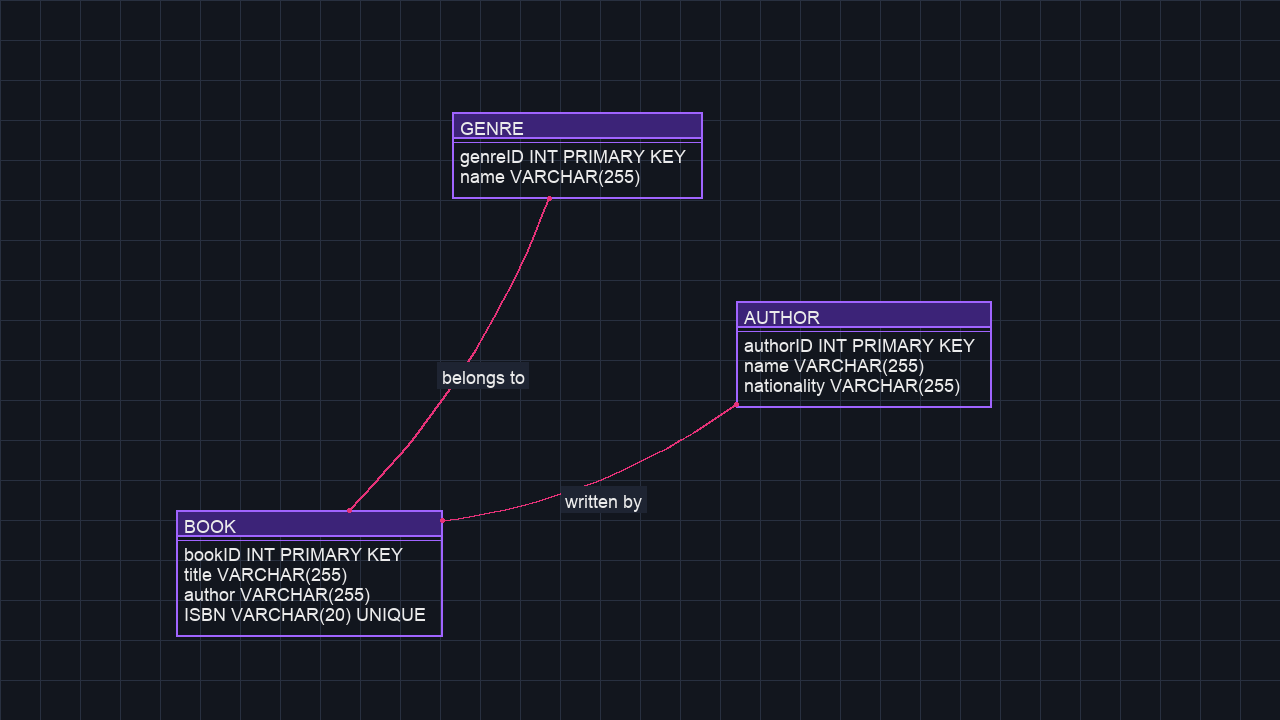 GENRE
genreID INT PRIMARY KEY
name VARCHAR(255)
AUTHOR
authorID INT PRIMARY KEY
name VARCHAR(255)
nationality VARCHAR(255)
belongs to
written by
BOOK
bookID INT PRIMARY KEY
title VARCHAR(255)
author VARCHAR(255)
ISBN VARCHAR(20) UNIQUE